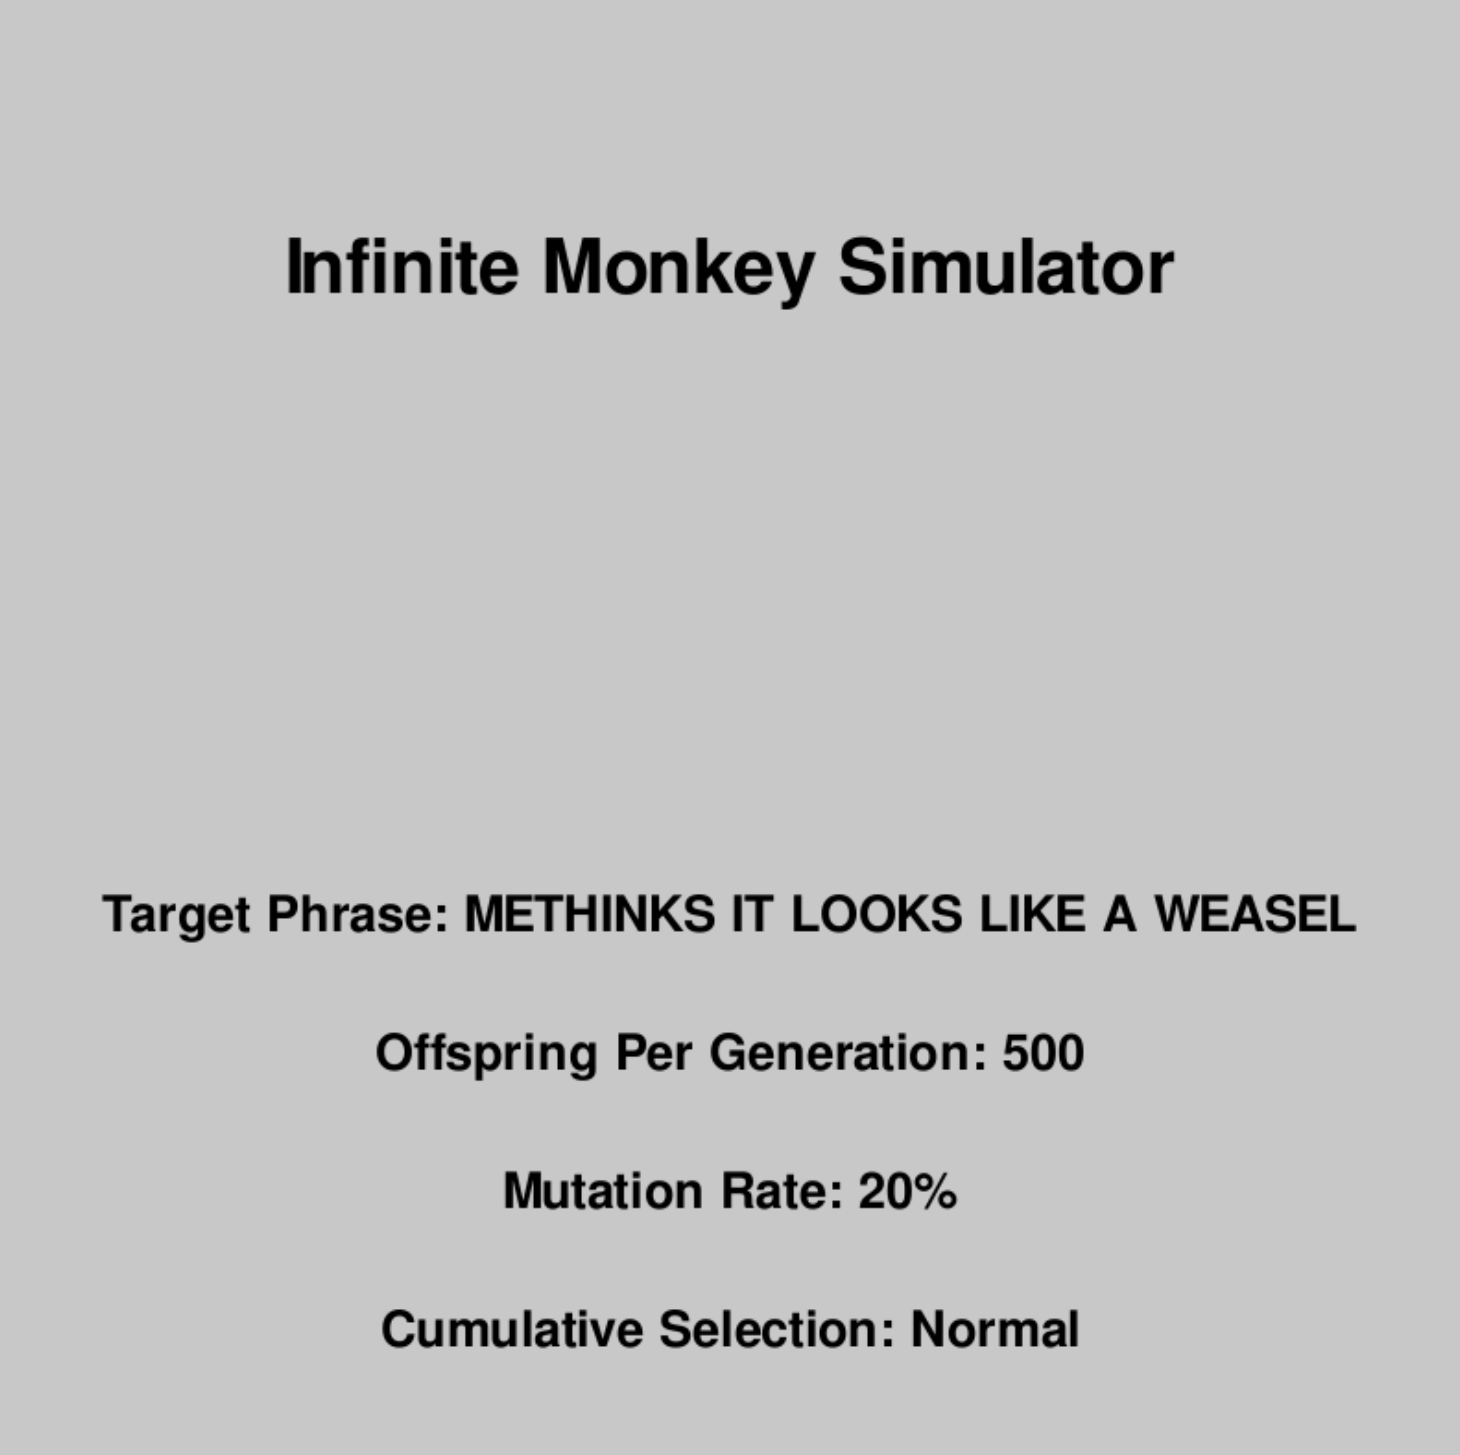 Infinite Monkey Simulator
Target Phrase: METHINKS IT LOOKS LIKE A WEASEL
Offspring Per Generation: 500
Mutation Rate: 20%
Cumulative Selection: Normal